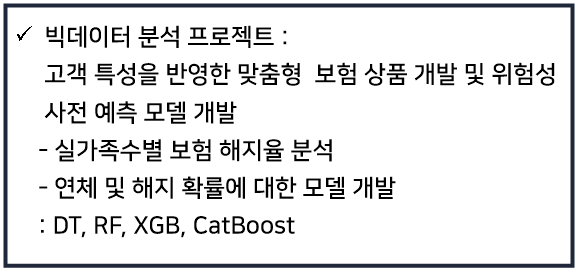 ✓ 빅데이터 분석 프로젝트 :
고객 특성을 반영한 맞춤형 보험 상품 개발 및 위험성
사전 예측 모델 개발
- 실가족수별 보험 해지율 분석
- 연체 및 해지 확률에 대한 모델 개발
: DT, RF, XGB, CatBoost